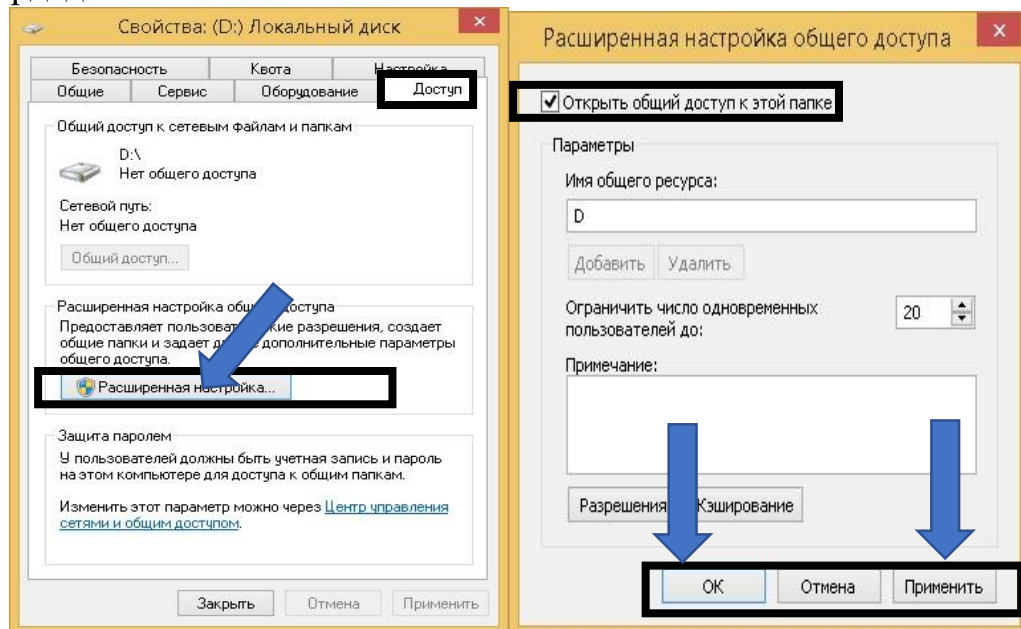 Свойства: (D:) Локальный диск
Безопасность Квота Настройка
Общие Сервис Оборудование Доступ
Общий доступ к сетевым файлам и папкам
D:\
Нет общего доступа
Сетевой путь:
Нет общего доступа
Общий доступ...
Расширенная настройка общего доступа
Предоставляет пользовательские разрешения, создает
общие папки и задает другие дополнительные параметры
общего доступа.
Расширенная настройка...
Защита паролем
У пользователей должны быть учетная запись и пароль
на этом компьютере для доступа к общим папкам.
Изменить этот параметр можно через Центр управления
сетями и общим доступом.
Закрыть Отмена Применить
Расширенная настройка общего доступа
Открыть общий доступ к этой папке
Параметры
Имя общего ресурса:
D
Добавить Удалить
Ограничить число одновременных 20
пользователей до:
Примечание:
Разрешения Кэширование
ОК Отмена Применить